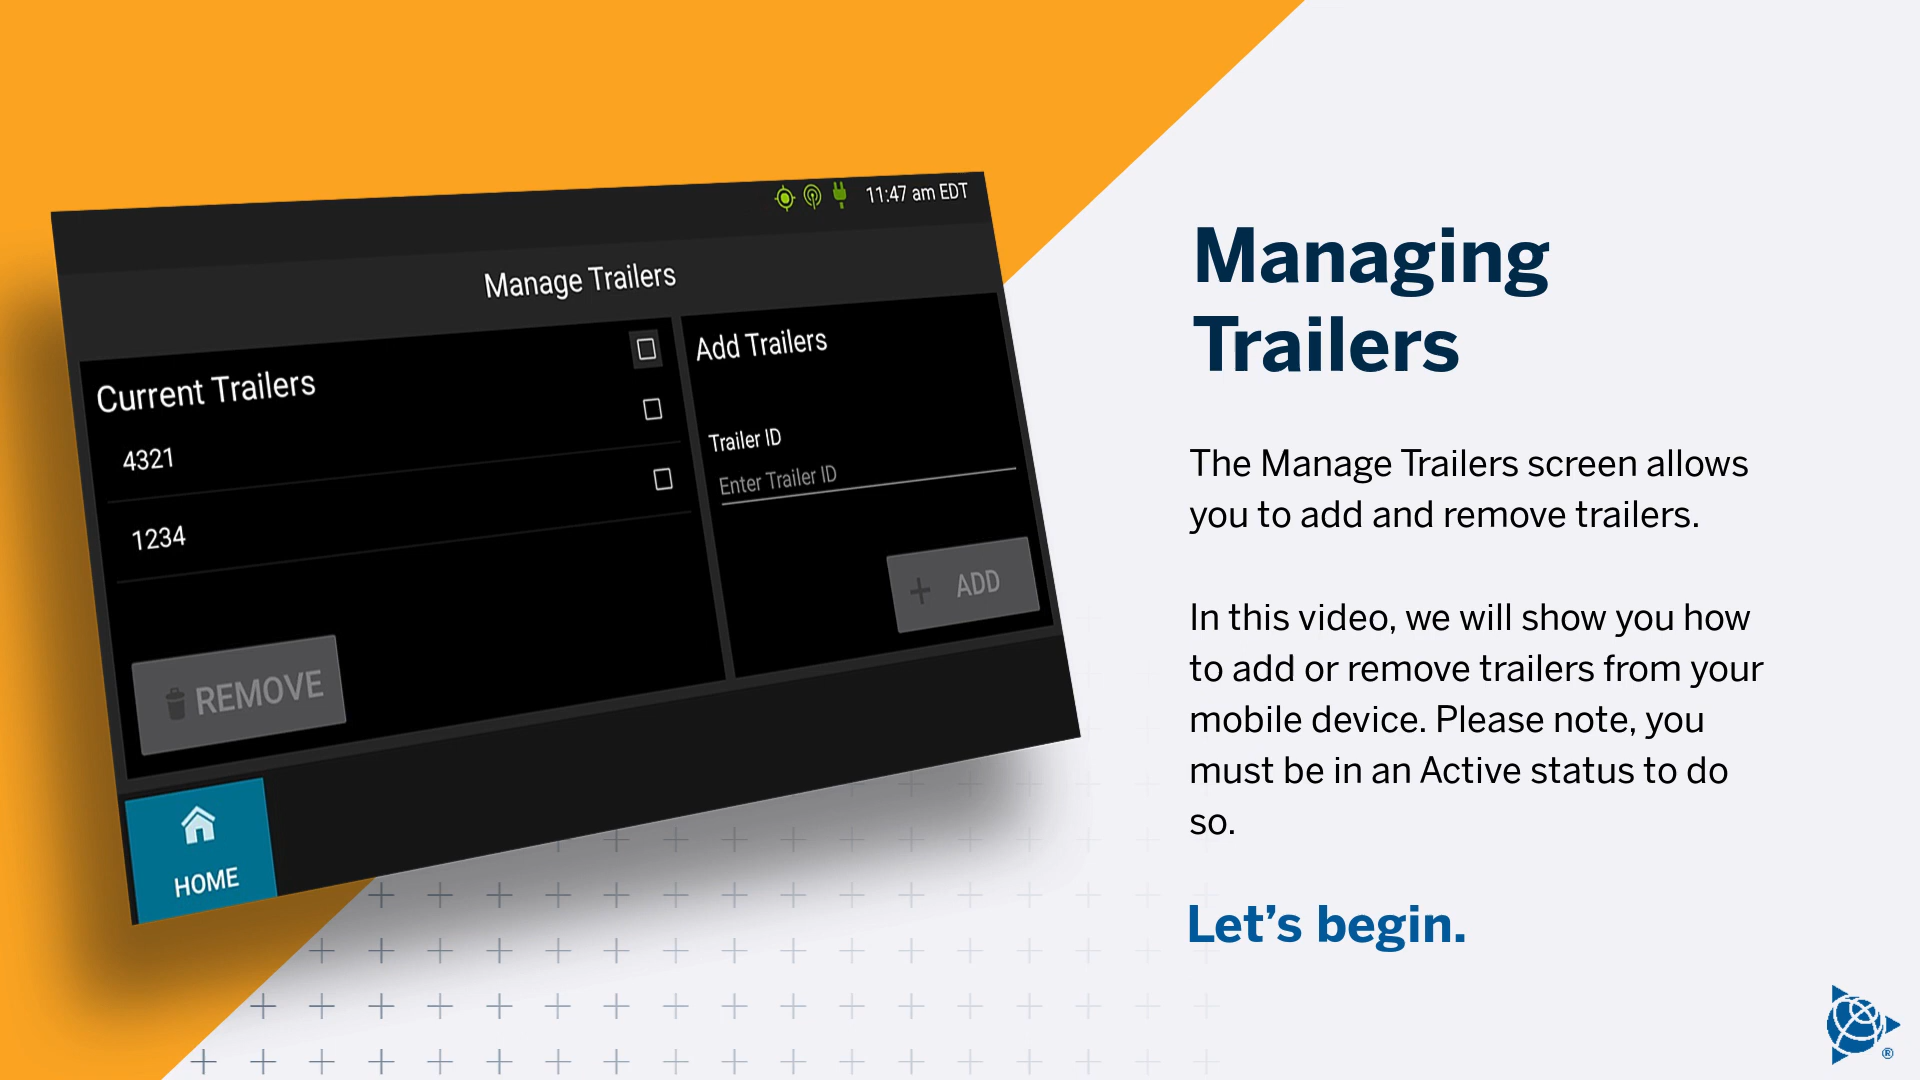 11:47 am EDT
Manage Trailers
Current Trailers
4321
1234
REMOVE
Add Trailers
Trailer ID
Enter Trailer ID
+ ADD
HOME
Managing
Trailers
The Manage Trailers screen allows
you to add and remove trailers.
In this video, we will show you how
to add or remove trailers from your
mobile device. Please note, you
must be in an Active status to do
so.
Let’s begin.
®